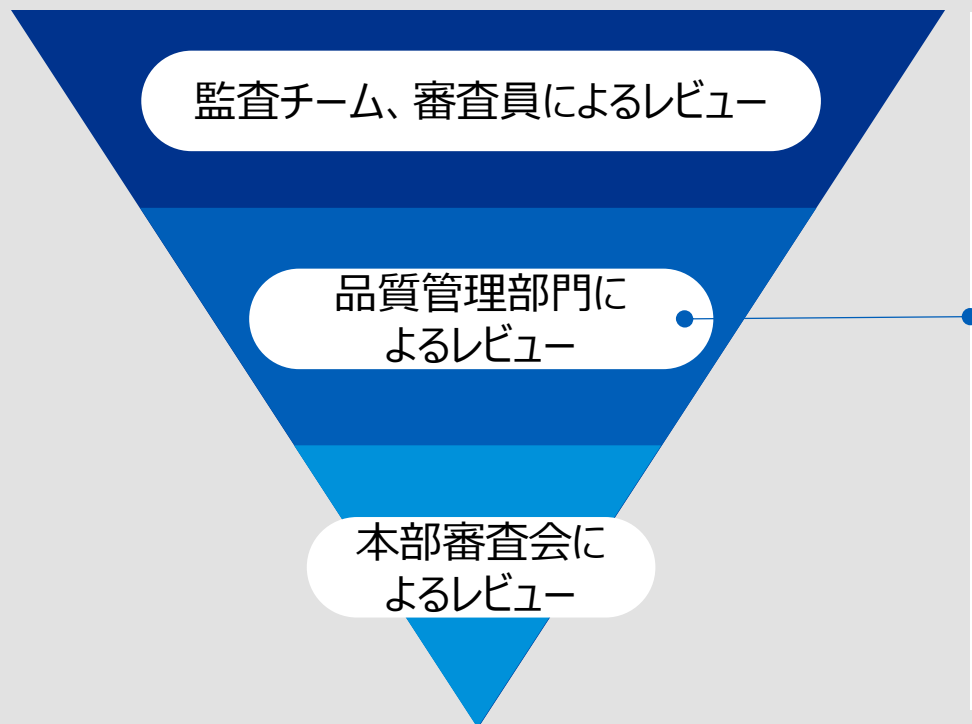 監査チーム、審査員によるレビュー
品質管理部門に
よるレビュー
本部審査会に
よるレビュー